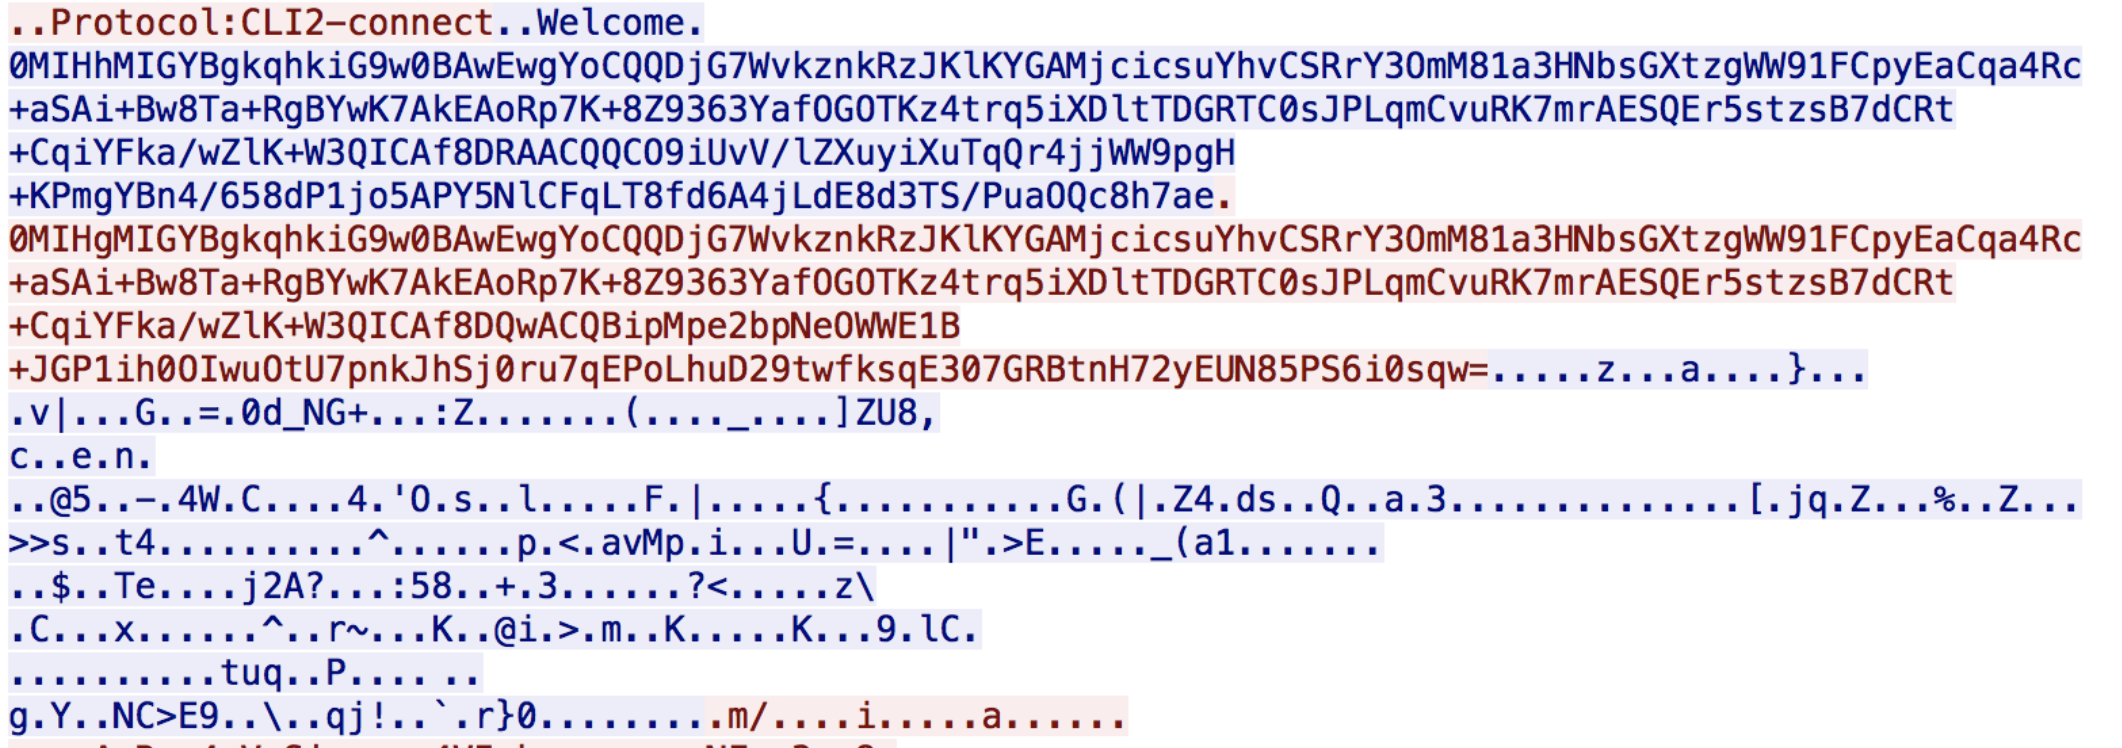 ..Protocol:CLI2-connect..Welcome.
0MIHhMIGYBgkqhkiG9w0BAwEwgYoCQQDjG7WvkznkRzJKlKYGAMjcicsuYhvCSRrY3OmM81a3HNbsGXtzgWW91FCpyEaCqa4Rc
+aSAi+Bw8Ta+RgBYwK7AkEAoRp7K+8Z9363YafOGOTKz4trq5iXDltTDGRTC0sJPLqmCvuRK7mrAESQEr5stzsB7dCRt
+CqiYFka/wZlK+W3QICAf8DRAACQQCO9iUvV/lZXuyiXuTqQr4jjWW9pgH
+KPmgYBn4/658dP1jo5APY5NlCFqLT8fd6A4jLdE8d3TS/PuaOQc8h7ae.
0MIHgMIGYBgkqhkiG9w0BAwEwgYoCQQDjG7WvkznkRzJKlKYGAMjcicsuYhvCSRrY3OmM81a3HNbsGXtzgWW91FCpyEaCqa4Rc
+aSAi+Bw8Ta+RgBYwK7AkEAoRp7K+8Z9363YafOGOTKz4trq5iXDltTDGRTC0sJPLqmCvuRK7mrAESQEr5stzsB7dCRt
+CqiYFka/wZlK+W3QICAf8DQwACQBipMpe2bpNeOWWE1B
+JGP1ih0OIwuOtU7pnkJhSj0ru7qEPoLhuD29twfksqE307GRBtnH72yEUN85PS6i0sqw=.....z...a....}...
.v|...G..=.0d_NG+...:Z.......(...._....]ZU8,
c..e.n.
..@5..-.4W.C....4.'O.s..l.....F.|.....{...........G.(|.Z4.ds..Q..a.3..............[.jq.Z...%..Z...
>>s..t4..........^......p.<.avMp.i...U.=....|".>E....._(a1.......
..$..Te....j2A?...:58..+.3......?<.....z\
.C...x......^..r~...K..@i.>.m..K.....K...9.lC.
..........tuq..P.... ..
g.Y..NC>E9..\..qj!..`.r}0.........m/....i.....a......